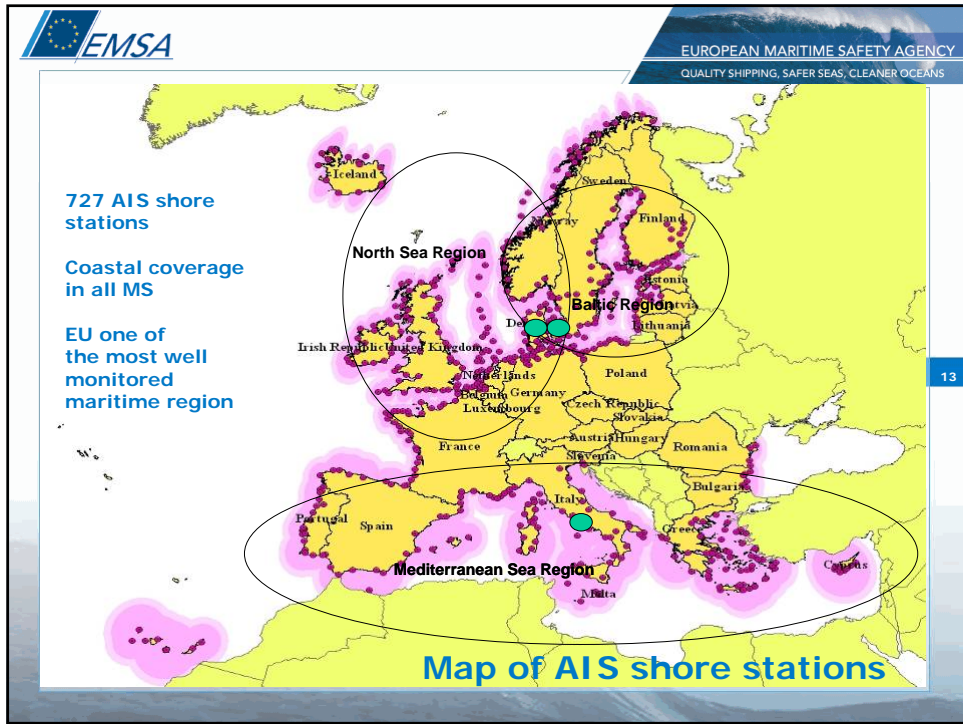 EMSA
EUROPEAN MARITIME SAFETY AGENCY
QUALITY SHIPPING, SAFER SEAS, CLEANER OCEANS
727 AIS shore
stations
Coastal coverage
in all MS
EU one of
the most well
monitored
maritime region
13
Iceland
Sweden
Finland
North Sea Region
Baltic Region
Lithuania
Irish Republic
United Kingdom
Netherlands
Poland
Belgium
Germany
Luxembourg
Czech Republic
Slovakia
France
Austria
Hungary
Slovenia
Romania
Bulgaria
Italy
Portugal
Spain
Greece
Mediterranean Sea Region
Cyprus
Malta
Map of AIS shore stations